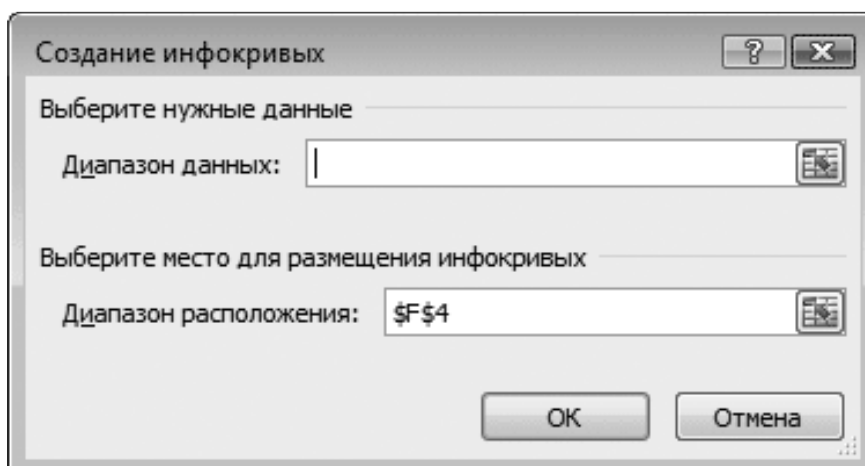 Создание инфокривых
Выберите нужные данные
Диапазон данных:
Выберите место для размещения инфокривых
Диапазон расположения: $F$4
ОК Отмена